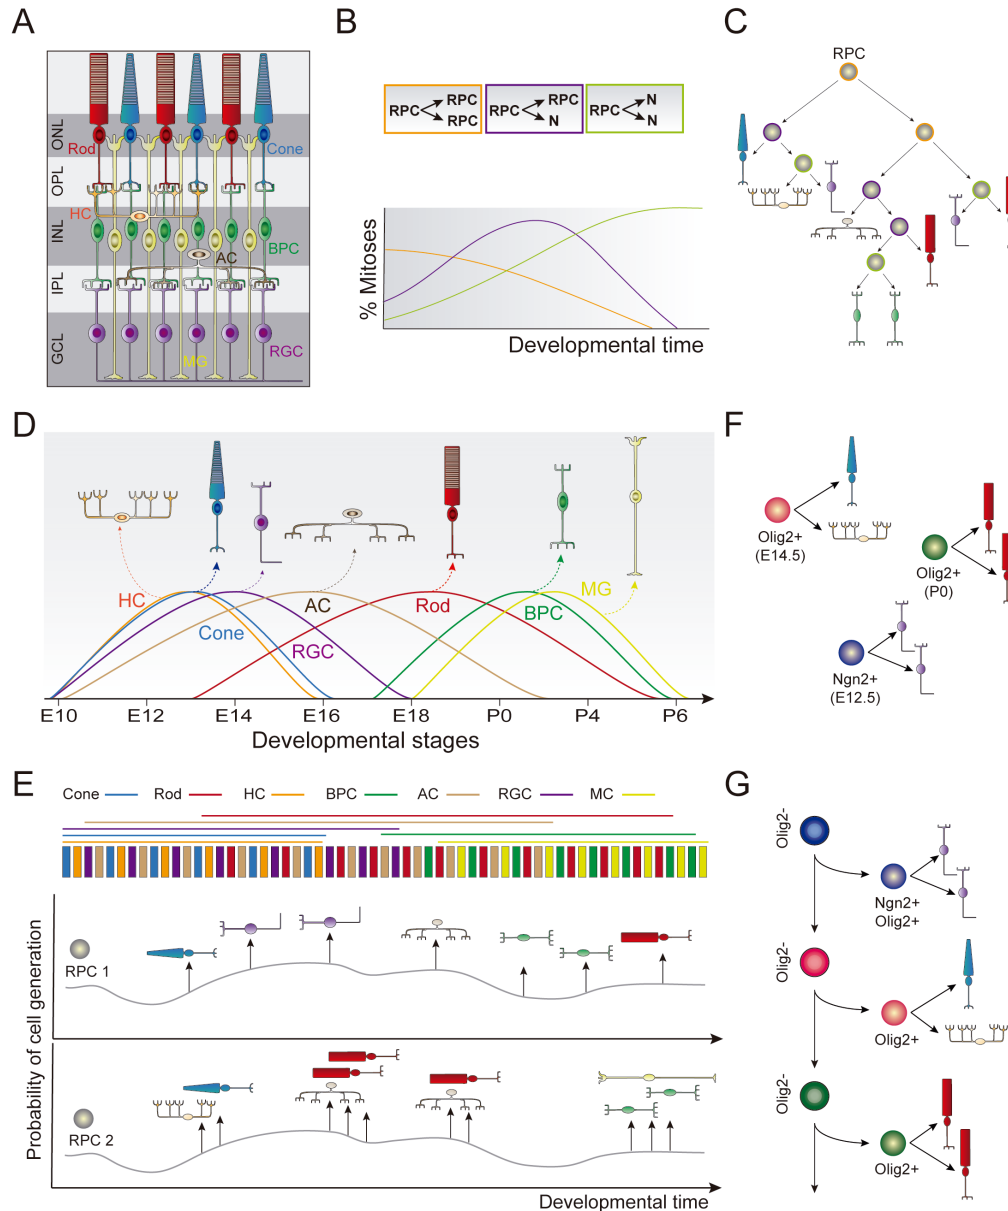 A
ONL
OPL
INL
IPL
GCL
Rod
Cone
HC
BPC
AC
RGC
MG
B
RPC
RPC
RPC
RPC
RPC
N
RPC
N
N
% Mitoses
Developmental time
C
RPC
D
HC
Cone
RGC
AC
Rod
BPC
MG
E10 E12 E14 E16 E18 P0 P4 P6
Developmental stages
F
Olig2+
(E14.5)
Olig2+
(P0)
Ngn2+
(E12.5)
E
Cone Rod HC BPC AC RGC MC
Probability of cell generation
RPC 1
RPC 2
Developmental time
G
Olig2-
Ngn2+
Olig2+
Olig2-
Olig2+
Olig2-
Olig2+